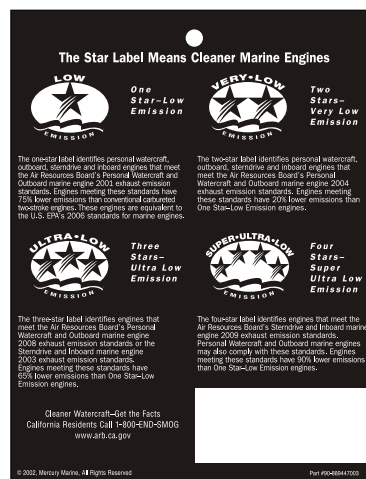 The Star Label Means Cleaner Marine Engines
LOW
EMISSION
One
Star–Low
Emission
The one-star label identifies personal watercraft,
outboard, sterndrive and inboard engines that meet
the Air Resources Board's Personal Watercraft and
Outboard marine engine 2001 exhaust emission
standards. Engines meeting these standards have
75% lower emissions than conventional carbureted
two-stroke engines. These engines are equivalent to
the U.S. EPA's 2006 standards for marine engines.
VERY•LOW
EMISSION
Two
Stars–
Very Low
Emission
The two-star label identifies personal watercraft,
outboard, sterndrive and inboard engines that meet
the Air Resources Board's Personal
Watercraft and Outboard marine engine 2004
exhaust emission standards. Engines meeting
these standards have 20% lower emissions than
One Star–Low Emission engines.
ULTRA•LOW
EMISSION
Three
Stars–
Ultra Low
Emission
The three-star label identifies engines that
meet the Air Resources Board's Personal
Watercraft and Outboard marine engine
2008 exhaust emission standards or the
Sterndrive and Inboard marine engine
2003 exhaust emission standards.
Engines meeting these standards have
65% lower emissions than One Star–Low
Emission engines.
SUPER•ULTRA•LOW
EMISSION
Four
Stars–
Super
Ultra Low
Emission
The four-star label identifies engines that meet the
Air Resources Board's Sterndrive and Inboard marine
engine 2009 exhaust emission standards.
Personal Watercraft and Outboard marine engines
may also comply with these standards. Engines
meeting these standards have 90% lower emissions
than One Star–Low Emission engines.
Cleaner Watercraft–Get the Facts
California Residents Call 1-800-END-SMOG
www.arb.ca.gov
© 2002, Mercury Marine, All Rights Reserved
Part #90-889447003